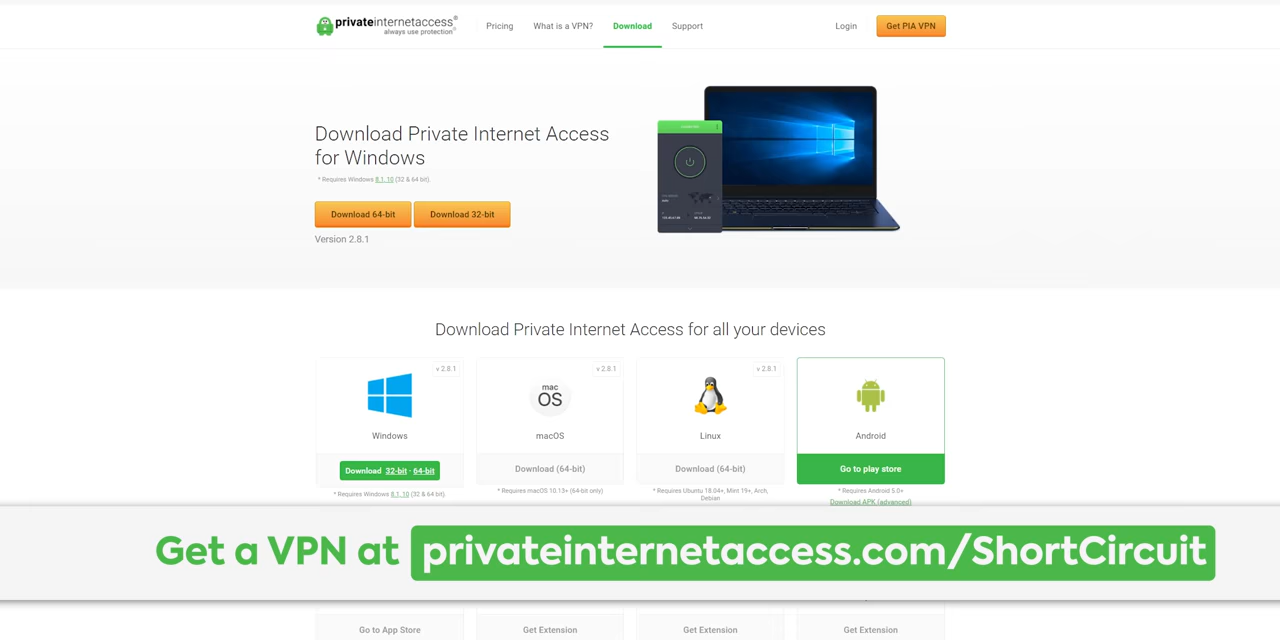 privateinternetaccess®
always use protection®
Pricing
What is a VPN?
Download
Support
Login
Get PIA VPN
Download Private Internet Access
for Windows
* Requires Windows 8.1, 10 (32 & 64 bit).
Download 64-bit
Download 32-bit
Version 2.8.1
Download Private Internet Access for all your devices
v 2.8.1
v 2.8.1
v 2.8.1
mac
OS
Windows
macOS
Linux
Android
Download 32-bit · 64-bit
Download (64-bit)
Download (64-bit)
Go to play store
* Requires Windows 8.1, 10 (32 & 64 bit).
* Requires macOS 10.13+ (64-bit only)
* Requires Ubuntu 18.04+, Mint 19+, Arch,
Debian
* Requires Android 5.0+
Download APK (advanced)
Get a VPN at privateinternetaccess.com/ShortCircuit
Go to App Store
Get Extension
Get Extension
Get Extension